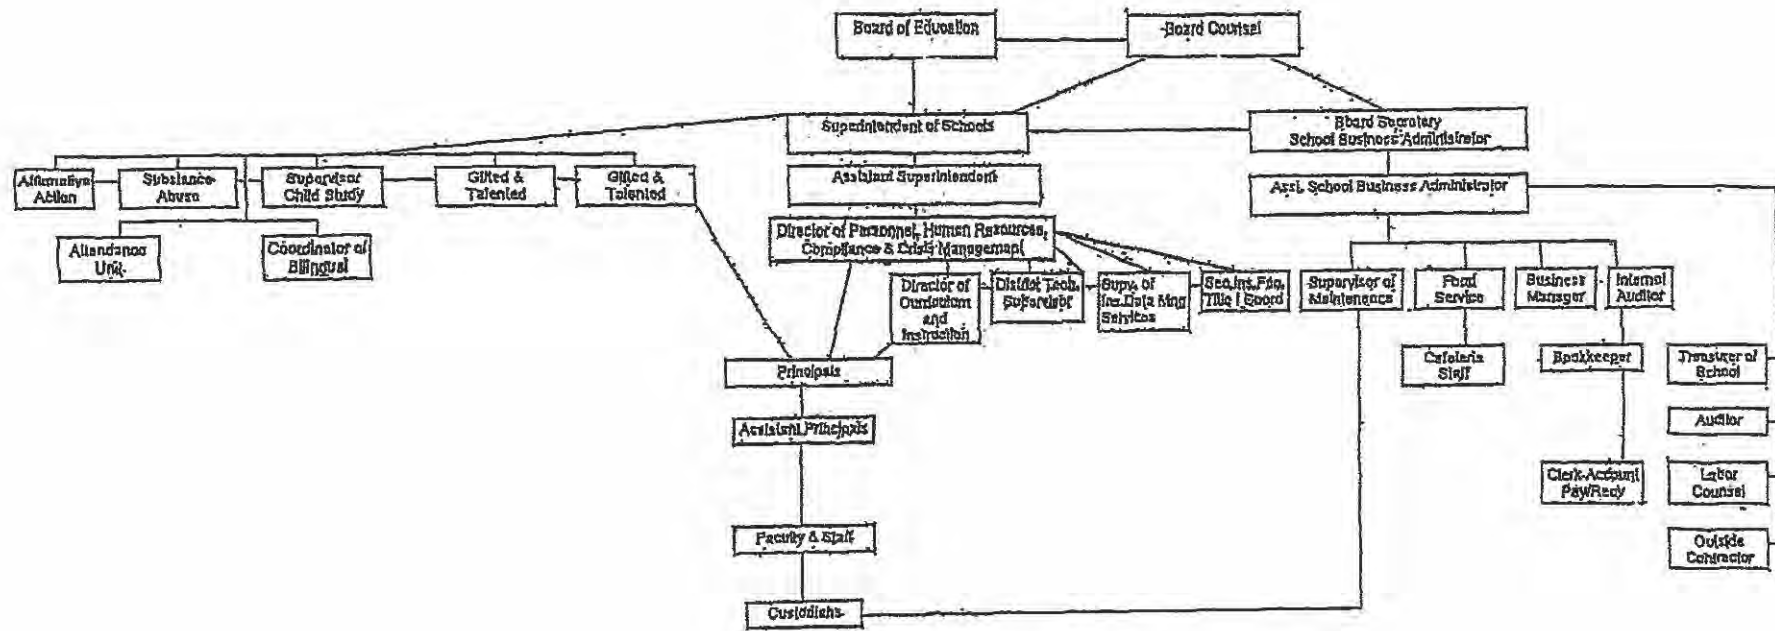 Board of Education
Board Counsel
Superintendent of Schools
Board Secretary
School Business Administrator
Affirmative
Action
Substance
Abuse
Supervisor
Child Study
Gifted &
Talented
Gifted &
Talented
Assistant Superintendent
Asst. School Business Administrator
Attendance
Unit
Coordinator of
Bilingual
Director of Personnel, Human Resources,
Compliance & Crisis Management
Director of
Curriculum
and
Instruction
District Tech.
Supervisor
Supv. of
Ins. Data Mng
Services
Title I Coord
Supervisor of
Maintenance
Food
Service
Business
Manager
Internal
Auditor
Principals
Cafeteria
Staff
Bookkeeper
Treasurer of
School
Assistant Principals
Auditor
Clerk-Account
Pay/Recv
Labor
Counsel
Faculty & Staff
Outside
Contractor
Custodians